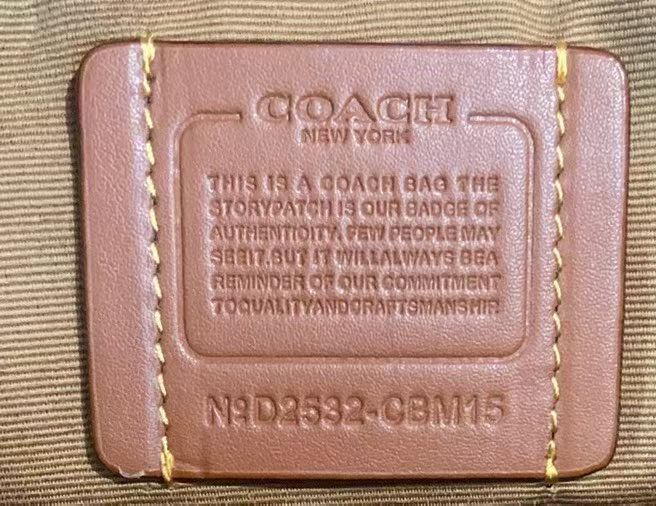 COACH
NEW YORK
THIS IS A COACH BAG THE
STORYPATCH IS OUR BADGE OF
AUTHENTICITY. FEW PEOPLE MAY
SEEIT,BUT IT WILLALWAYS BEA
REMINDER OF OUR COMMITMENT
TOQUALITYANDCRAFTSMANSHIP.
NºD2532-CBM15